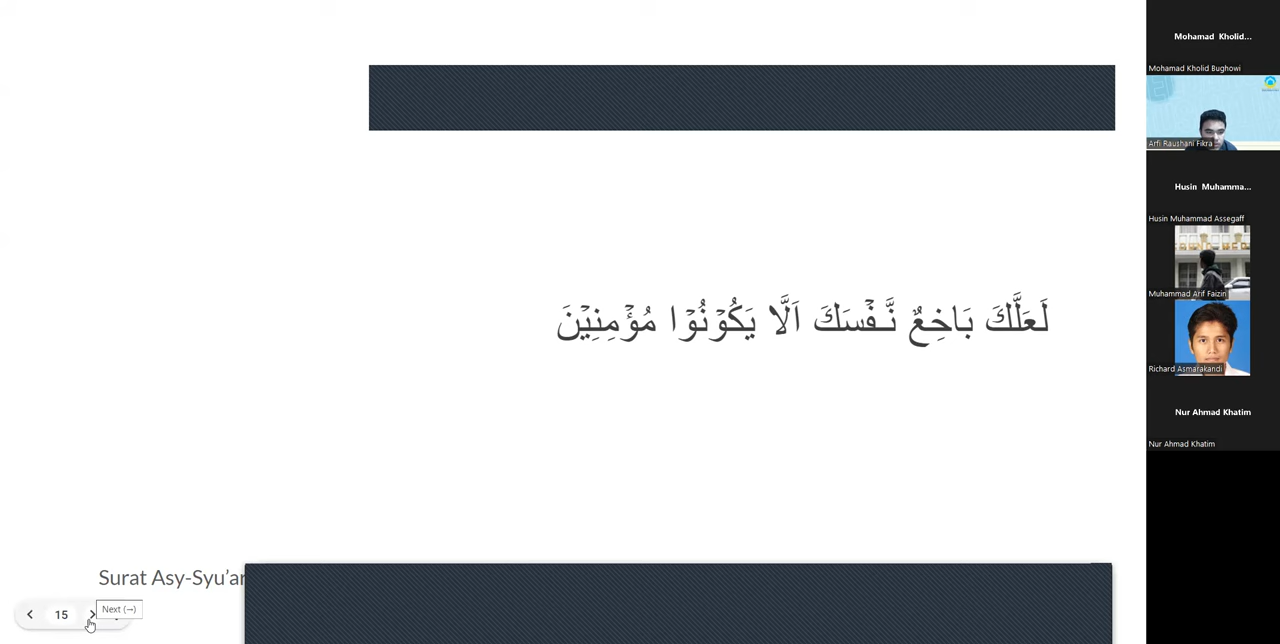 Mohamad Kholid...
Mohamad Kholid Bughowi
Arfi Raushani Fikra
Husin Muhamma...
Husin Muhammad Assegaff
Muhammad Arif Faizin
Richard Asmarakandi
Nur Ahmad Khatim
Nur Ahmad Khatim
لَعَلَّكَ بَاخِعٌ نَّفۡسَكَ اَلَّا يَكُوۡنُوۡا مُؤۡمِنِيۡنَ
Surat Asy-Syu’ar
15
Next (→)